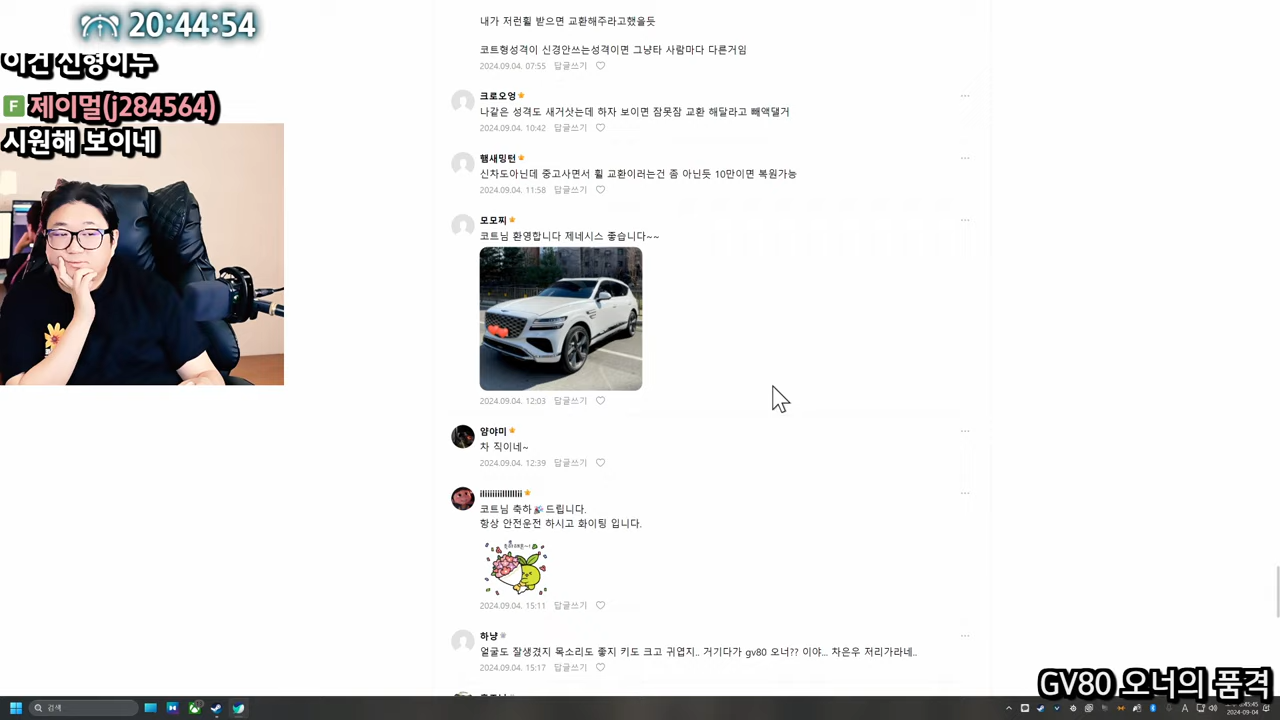 20:44:54
이건 신형이두
F 제이멀(j284564)
시원해 보이네
내가 저런휠 받으면 교환해주라고했을듯
코트형성격이 신경안쓰는성격이면 그냥타 사람마다 다른거임
2024.09.04. 07:55 답글쓰기
크로오엉
나같은 성격도 새거삿는데 하자 보이면 잠못잠 교환 해달라고 빼액댈거
2024.09.04. 10:42 답글쓰기
햄새밍턴
신차도아닌데 중고사면서 휠 교환이러는건 좀 아닌듯 10만이면 복원가능
2024.09.04. 11:58 답글쓰기
모모찌
코트님 환영합니다 제네시스 좋습니다~~
2024.09.04. 12:03 답글쓰기
얌야미
차 직이네~
2024.09.04. 12:39 답글쓰기
코트님 축하🎉드립니다.
항상 안전운전 하시고 화이팅 입니다.
2024.09.04. 15:11 답글쓰기
하냥
얼굴도 잘생겼지 목소리도 좋지 키도 크고 귀엽지.. 거기다가 gv80 오너?? 이야... 차은우 저리가라네..
2024.09.04. 15:17 답글쓰기
GV80 오너의 품격
검색
A
2024-09-04